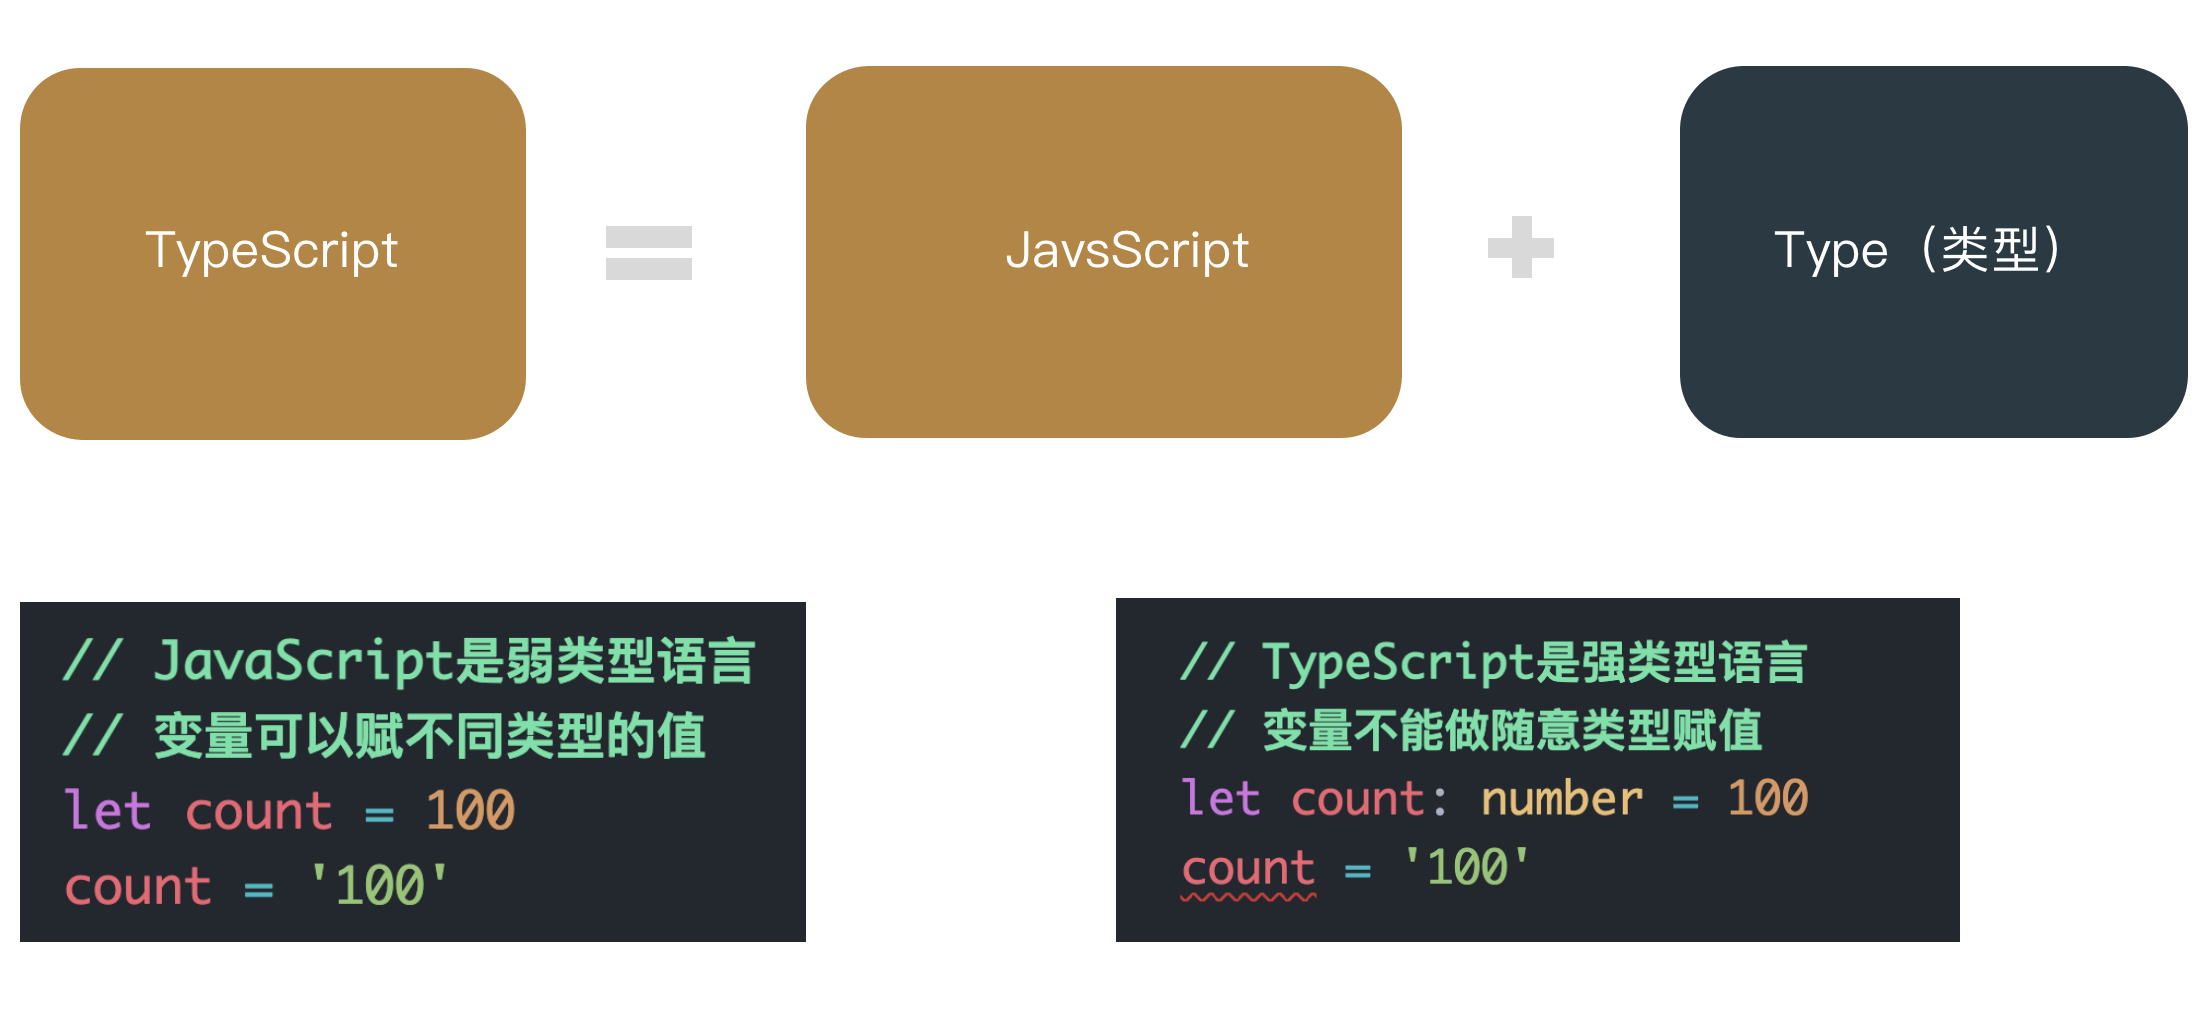 TypeScript
JavsScript
Type（类型）
// JavaScript是弱类型语言
// 变量可以赋不同类型的值
let count = 100
count = '100'
// TypeScript是强类型语言
// 变量不能做随意类型赋值
let count: number = 100
count = '100'